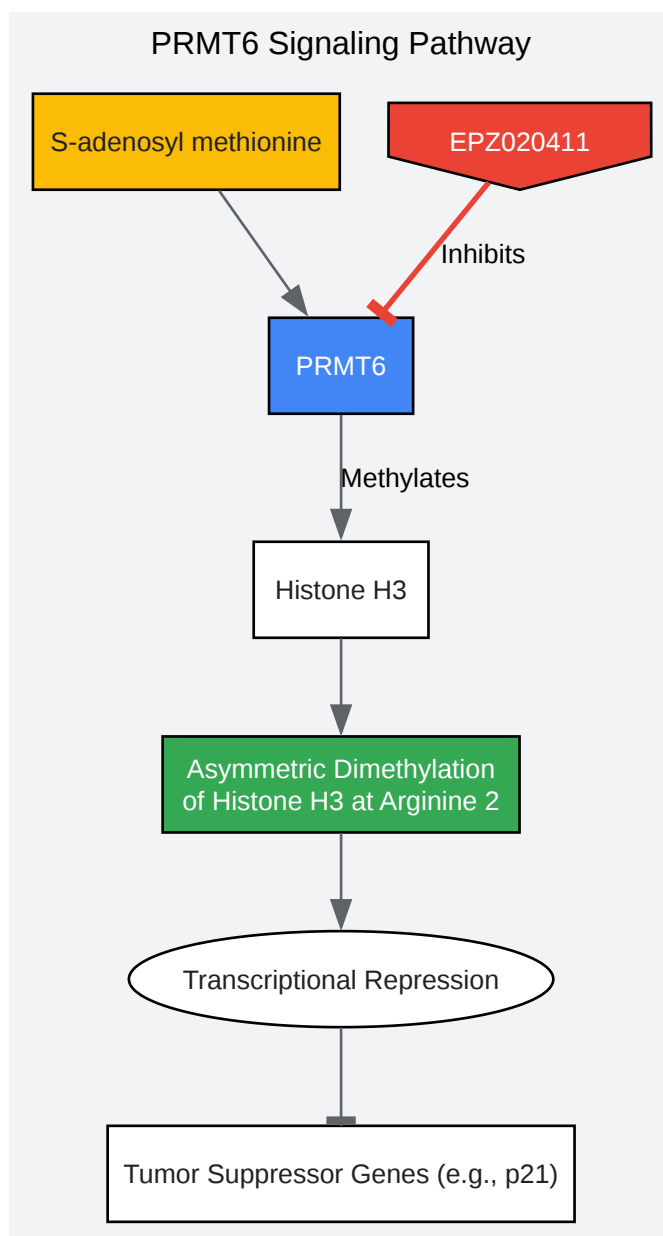 PRMT6 Signaling Pathway
S-adenosyl methionine
EPZ020411
Inhibits
PRMT6
Methylates
Histone H3
Asymmetric Dimethylation
of Histone H3 at Arginine 2
Transcriptional Repression
Tumor Suppressor Genes (e.g., p21)